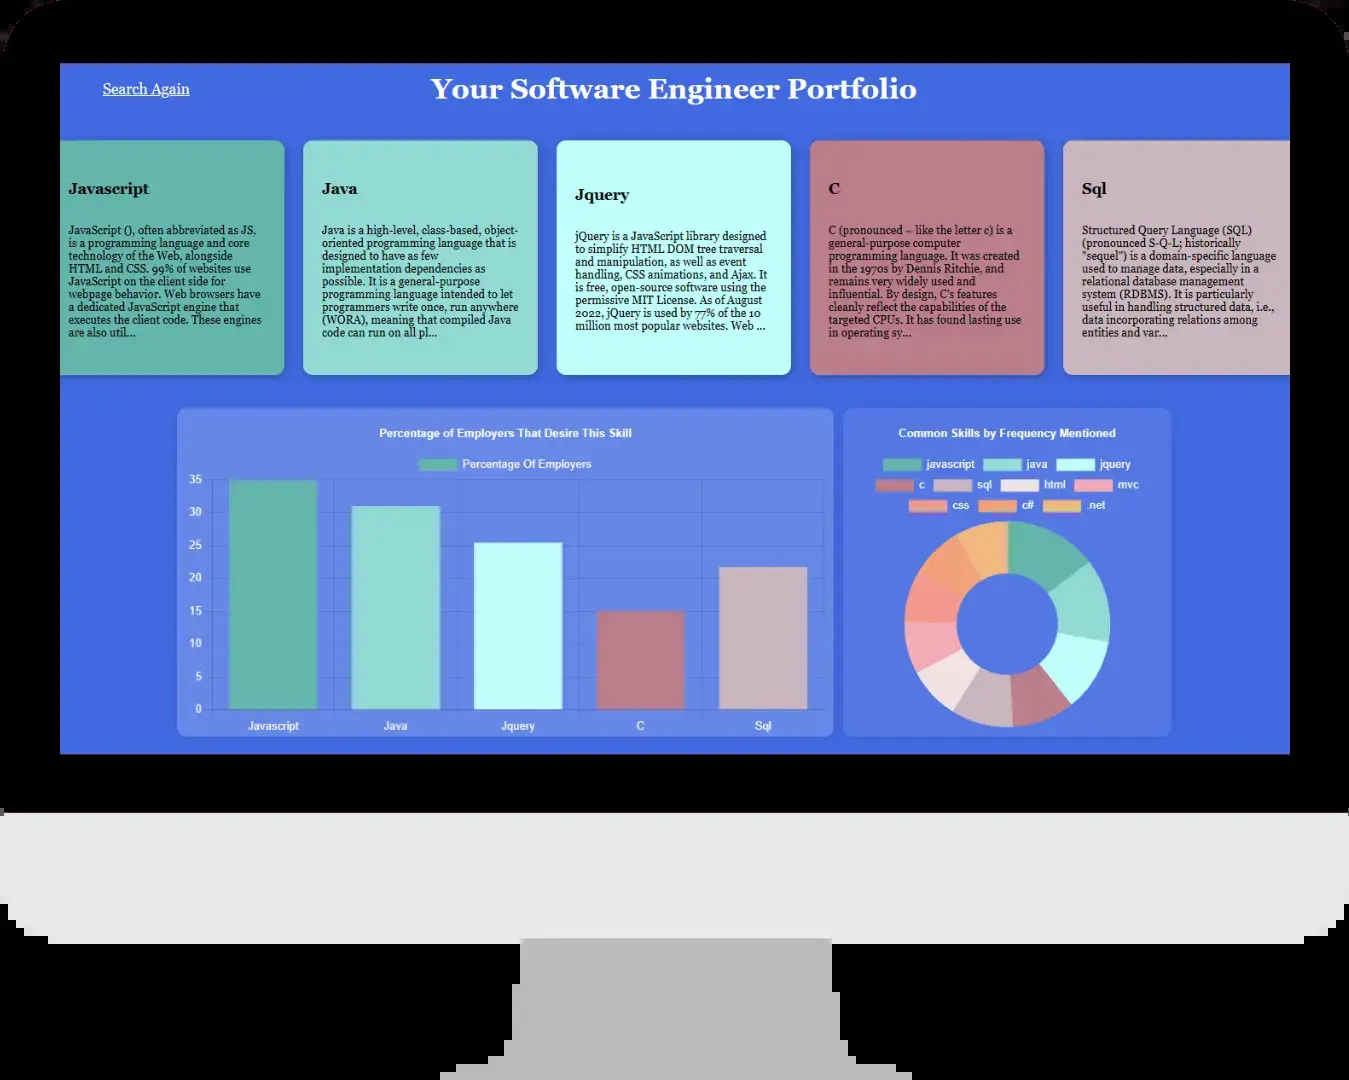 Search Again
Your Software Engineer Portfolio
Javascript
JavaScript (), often abbreviated as JS,
is a programming language and core
technology of the Web, alongside
HTML and CSS. 99% of websites use
JavaScript on the client side for
webpage behavior. Web browsers have
a dedicated JavaScript engine that
executes the client code. These engines
are also util...
Java
Java is a high-level, class-based, object-
oriented programming language that is
designed to have as few
implementation dependencies as
possible. It is a general-purpose
programming language intended to let
programmers write once, run anywhere
(WORA), meaning that compiled Java
code can run on all pl...
Jquery
jQuery is a JavaScript library designed
to simplify HTML DOM tree traversal
and manipulation, as well as event
handling, CSS animations, and Ajax. It
is free, open-source software using the
permissive MIT License. As of August
2022, jQuery is used by 77% of the 10
million most popular websites. Web ...
C
C (pronounced – like the letter c) is a
general-purpose computer
programming language. It was created
in the 1970s by Dennis Ritchie, and
remains very widely used and
influential. By design, C's features
cleanly reflect the capabilities of the
targeted CPUs. It has found lasting use
in operating sy...
Sql
Structured Query Language (SQL)
(pronounced S-Q-L; historically
"sequel") is a domain-specific language
used to manage data, especially in a
relational database management
system (RDBMS). It is particularly
useful in handling structured data, i.e.,
data incorporating relations among
entities and var...
Percentage of Employers That Desire This Skill
Percentage Of Employers
35
30
25
20
15
10
5
0
Javascript Java Jquery C Sql
Common Skills by Frequency Mentioned
javascript java jquery
c sql html mvc
css c# .net